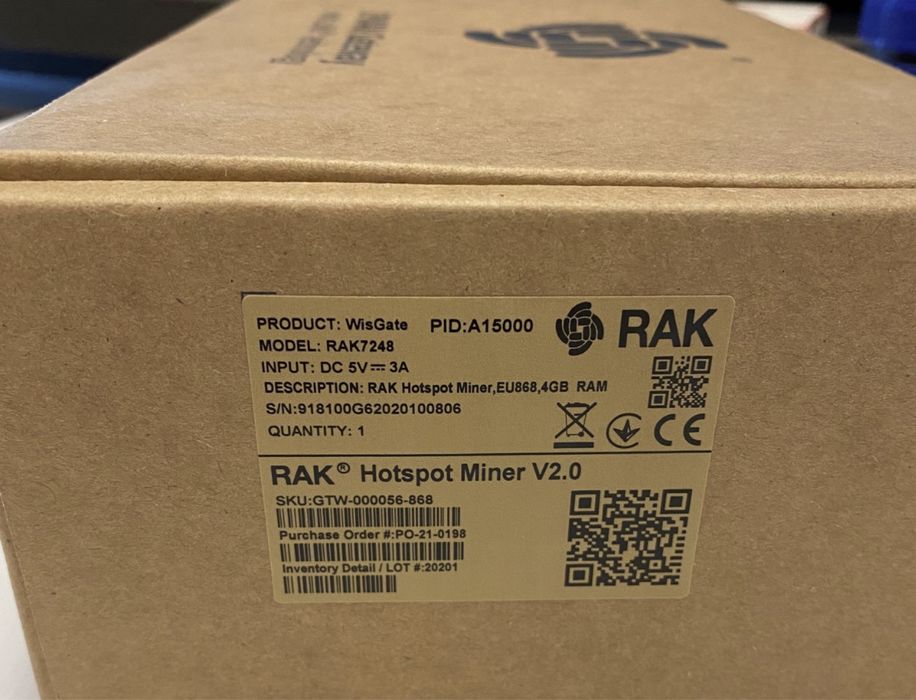 PRODUCT: WisGate PID:A15000 RAK
MODEL: RAK7248
INPUT: DC 5V⎓3A
DESCRIPTION: RAK Hotspot Miner,EU868,4GB RAM
S/N:918100G62020100806
QUANTITY: 1
CE
RAK® Hotspot Miner V2.0
SKU:GTW-000056-868
Purchase Order #:PO-21-0198
Inventory Detail / LOT #:20201